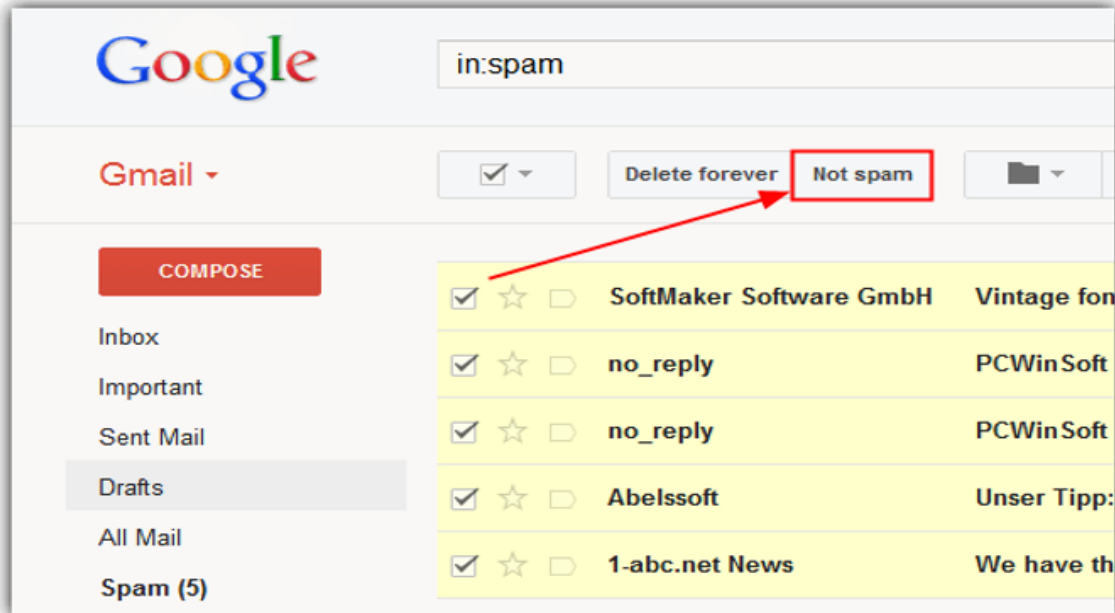 Google
in:spam
Gmail
Delete forever
Not spam
COMPOSE
Inbox
Important
Sent Mail
Drafts
All Mail
Spam (5)
SoftMaker Software GmbH Vintage fon
no_reply PCWinSoft
no_reply PCWinSoft
Abelssoft Unser Tipp:
1-abc.net News We have th